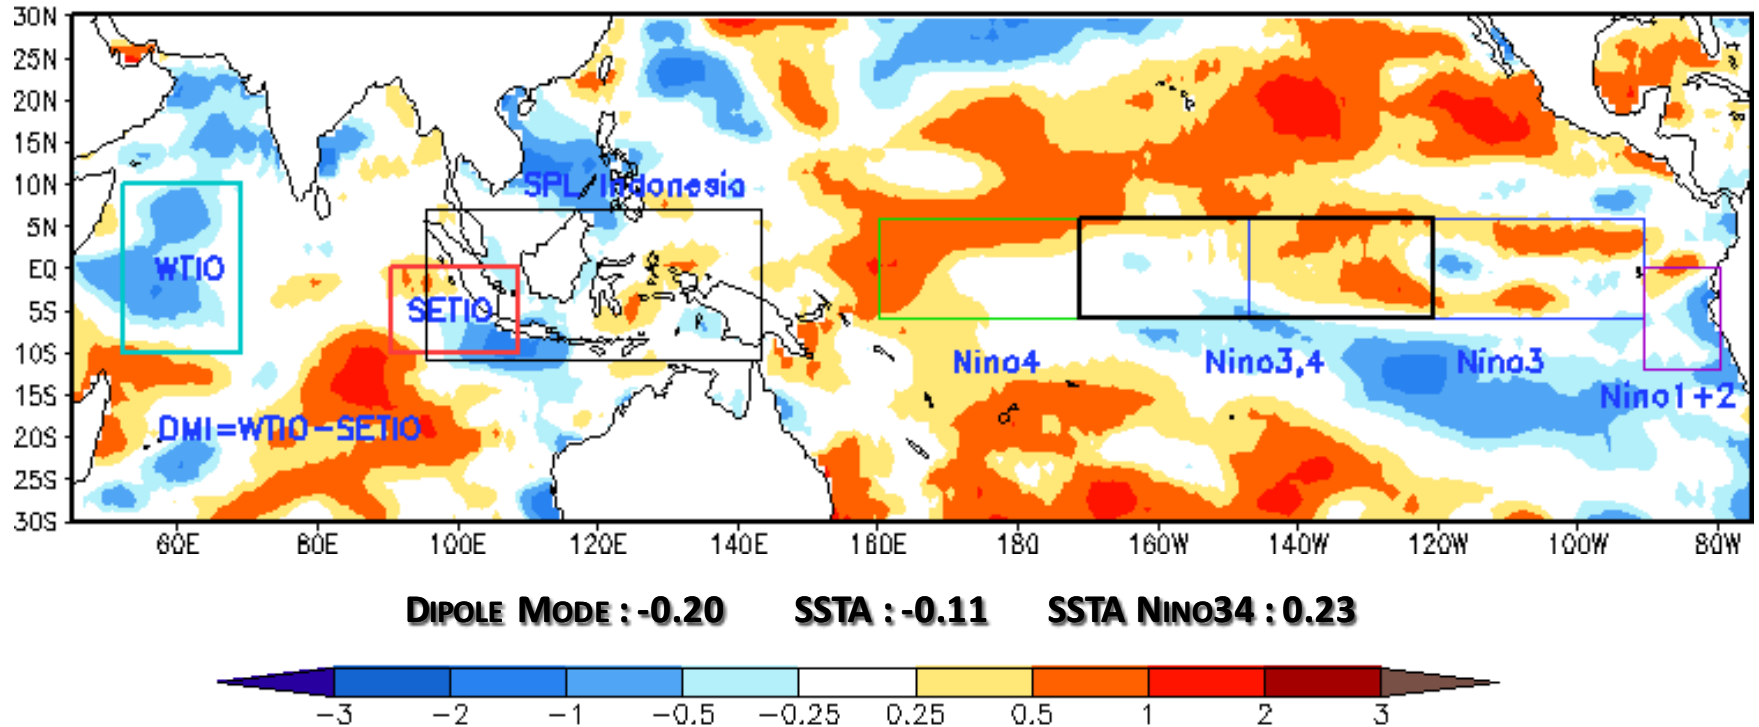 30N
25N
20N
15N
10N
5N
EQ
5S
10S
15S
20S
25S
30S
SPL Indonesia
WTIO
SETIO
Nino4
Nino3,4
Nino3
Nino1+2
DMI=WTIO-SETIO
60E 80E 100E 120E 140E 160E 180 160W 140W 120W 100W 80W
DIPOLE MODE : -0.20 SSTA : -0.11 SSTA NINO34 : 0.23
-3 -2 -1 -0.5 -0.25 0.25 0.5 1 2 3